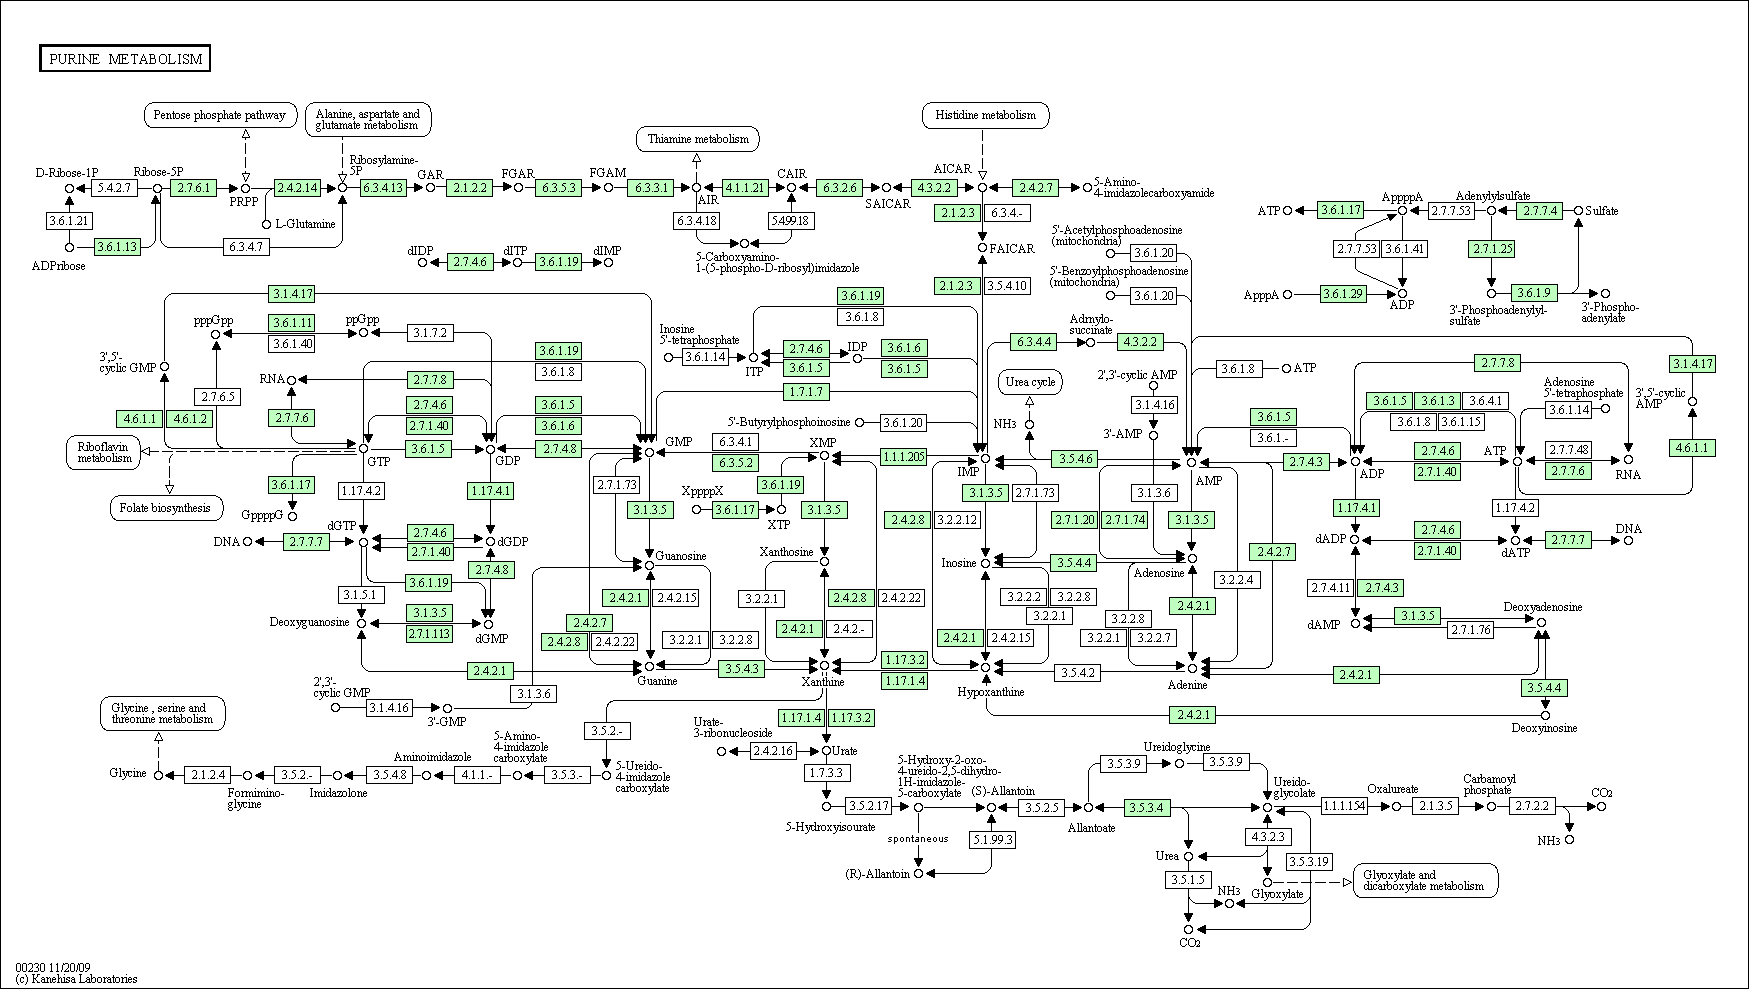 PURINE METABOLISM
Pentose phosphate pathway
Alanine, aspartate and
glutamate metabolism
Thiamine metabolism
Histidine metabolism
D-Ribose-1P
5.4.2.7
Ribose-5P
2.7.6.1
PRPP
2.4.2.14
Ribosylamine-
5P
6.3.4.13
GAR
2.1.2.2
FGAR
6.3.5.3
FGAM
6.3.3.1
AIR
4.1.1.21
CAIR
6.3.2.6
SAICAR
4.3.2.2
AICAR
2.4.2.7
5-Amino-
4-imidazolecarboxyamide
3.6.1.21
L-Glutamine
6.3.4.18
5.4.99.18
2.1.2.3
6.3.4.-
ADPribose
3.6.1.13
6.3.4.7
5-Carboxyamino-
1-(5-phospho-D-ribosyl)imidazole
FAICAR
dIDP
2.7.4.6
dITP
3.6.1.19
dIMP
2.1.2.3
3.5.4.10
5'-Acetylphosphoadenosine
(mitochondria)
3.6.1.20
5'-Benzoylphosphoadenosine
(mitochondria)
3.6.1.20
ATP
3.6.1.17
AppppA
2.7.7.53
Adenylylsulfate
2.7.7.4
Sulfate
2.7.7.53
3.6.1.41
2.7.1.25
ApppA
3.6.1.29
ADP
3.6.1.9
3'-Phosphoadenylyl-
sulfate
3'-Phospho-
adenylate
3.1.4.17
pppGpp
3.6.1.11
3.6.1.40
ppGpp
3.1.7.2
3',5'-
cyclic GMP
3.6.1.19
3.6.1.8
RNA
2.7.7.8
2.7.6.5
4.6.1.1
4.6.1.2
2.7.7.6
2.7.4.6
2.7.1.40
3.6.1.5
3.6.1.6
Inosine
5'-tetraphosphate
3.6.1.14
ITP
3.6.1.19
3.6.1.8
2.7.4.6
3.6.1.5
IDP
3.6.1.6
3.6.1.5
1.7.1.7
6.3.4.4
Adrnylo-
succinate
4.3.2.2
Urea cycle
2',3'-cyclic AMP
3.1.4.16
3'-AMP
3.6.1.8
ATP
2.7.7.8
3.1.4.17
3.6.1.5
3.6.1.-
3.6.1.5
3.6.1.3
3.6.4.1
3.6.1.8
3.6.1.15
Adenosine
5'-tetraphosphate
3.6.1.14
3',5'-cyclic
AMP
5'-Butyrylphosphoinosine
3.6.1.20
NH3
Riboflavin
metabolism
GTP
3.6.1.5
GDP
2.7.4.8
GMP
6.3.4.1
6.3.5.2
XMP
1.1.1.205
IMP
3.5.4.6
AMP
2.7.4.3
ADP
2.7.4.6
2.7.1.40
ATP
2.7.7.48
2.7.7.6
RNA
4.6.1.1
Folate biosynthesis
3.6.1.17
GppppG
1.17.4.2
1.17.4.1
2.7.1.73
3.1.3.5
XppppX
3.6.1.17
3.6.1.19
XTP
3.1.3.5
3.1.3.5
2.7.1.73
3.1.3.6
2.4.2.8
3.2.2.12
2.7.1.20
2.7.1.74
3.1.3.5
1.17.4.1
1.17.4.2
DNA
2.7.7.7
dGTP
2.7.4.6
2.7.1.40
dGDP
2.7.4.8
Guanosine
Xanthosine
Inosine
3.5.4.4
Adenosine
2.4.2.7
3.2.2.4
dADP
2.7.4.6
2.7.1.40
dATP
2.7.7.7
DNA
3.1.5.1
3.6.1.19
3.1.3.5
2.7.1.113
Deoxyguanosine
dGMP
2.4.2.1
2.4.2.15
2.4.2.7
2.4.2.8
2.4.2.22
3.2.2.1
3.2.2.8
3.2.2.1
2.4.2.8
2.4.2.22
2.4.2.1
2.4.2.-
3.2.2.2
3.2.2.8
3.2.2.1
2.4.2.1
2.4.2.15
3.2.2.8
3.2.2.1
3.2.2.7
2.4.2.1
2.7.4.11
2.7.4.3
dAMP
3.1.3.5
2.7.1.76
Deoxyadenosine
2.4.2.1
Guanine
3.5.4.3
Xanthine
1.17.3.2
1.17.1.4
Hypoxanthine
3.5.4.2
Adenine
2.4.2.1
3.5.4.4
2',3'-
cyclic GMP
3.1.4.16
3'-GMP
3.1.3.6
2.4.2.1
Deoxyinosine
Glycine , serine and
threonine metabolism
3.5.2.-
Urate-
3-ribonucleoside
1.17.1.4
1.17.3.2
2.4.2.16
Urate
1.7.3.3
Glycine
2.1.2.4
Formimino-
glycine
3.5.2.-
Imidazolone
3.5.4.8
Aminoimidazole
4.1.1.-
5-Amino-
4-imidazole
carboxylate
3.5.3.-
5-Ureido-
4-imidazole
carboxylate
3.5.2.17
5-Hydroxyisourate
5-Hydroxy-2-oxo-
4-ureido-2,5-dihydro-
1H-imidazole-
5-carboxylate
(S)-Allantoin
3.5.2.5
spontaneous
5.1.99.3
(R)-Allantoin
Allantoate
3.5.3.9
Ureidoglycine
3.5.3.9
3.5.3.4
Ureido-
glycolate
1.1.1.154
Oxalureate
2.1.3.5
Carbamoyl
phosphate
2.7.2.2
CO2
NH3
4.3.2.3
Urea
3.5.3.19
3.5.1.5
Glyoxylate
Glyoxylate and
dicarboxylate metabolism
NH3
CO2
00230 11/20/09
(c) Kanehisa Laboratories